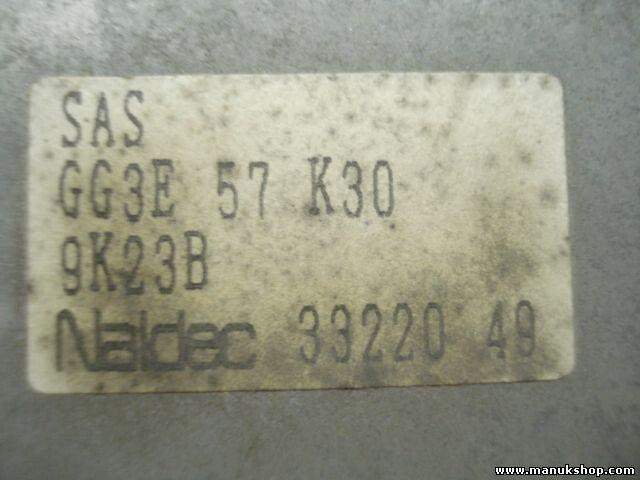 SAS
GG3E 57 K30
9K23B
Naldec 33220 49
www.manukshop.com